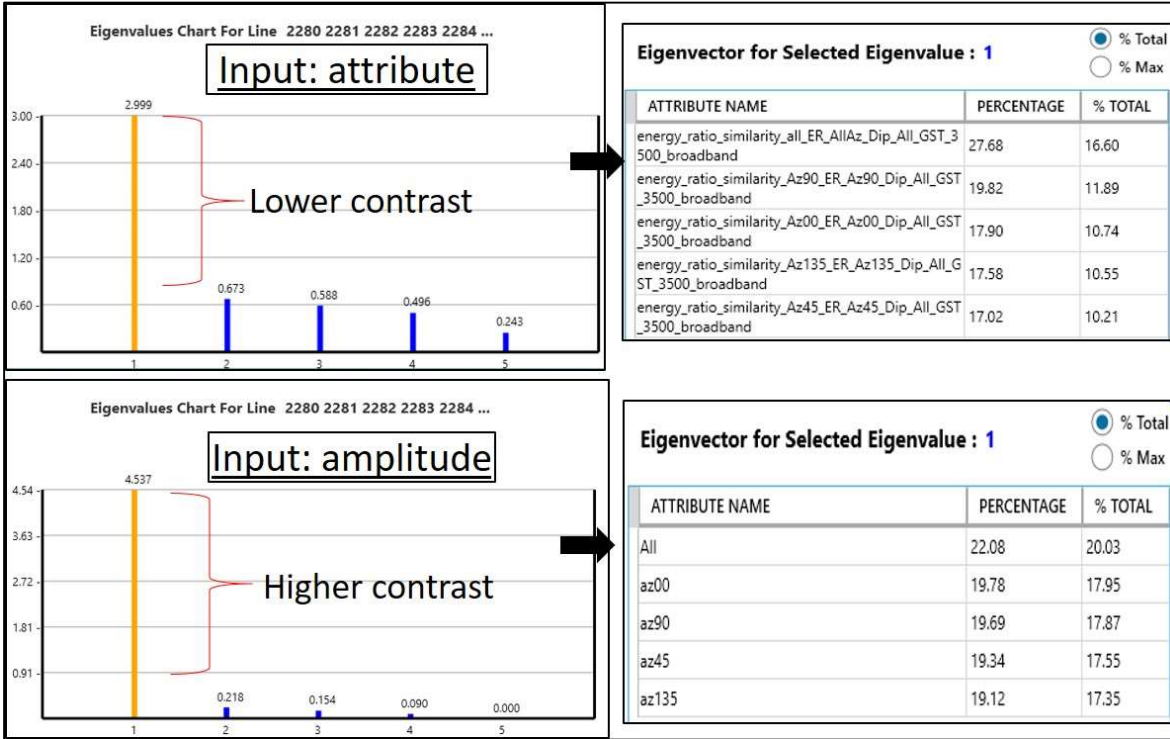 Eigenvalues Chart For Line 2280 2281 2282 2283 2284 ...
Input: attribute
2.999
3.00
2.40
1.80
1.20
0.60
Lower contrast
0.673
0.588
0.496
0.243
1 2 3 4 5
Eigenvector for Selected Eigenvalue : 1
% Total
% Max
ATTRIBUTE NAME PERCENTAGE % TOTAL
energy_ratio_similarity_all_ER_AllAz_Dip_All_GST_3
500_broadband 27.68 16.60
energy_ratio_similarity_Az90_ER_Az90_Dip_All_GST
_3500_broadband 19.82 11.89
energy_ratio_similarity_Az00_ER_Az00_Dip_All_GST
_3500_broadband 17.90 10.74
energy_ratio_similarity_Az135_ER_Az135_Dip_All_G
ST_3500_broadband 17.58 10.55
energy_ratio_similarity_Az45_ER_Az45_Dip_All_GST
_3500_broadband 17.02 10.21
Eigenvalues Chart For Line 2280 2281 2282 2283 2284 ...
Input: amplitude
4.537
4.54
3.63
2.72
1.81
0.91
Higher contrast
0.218
0.154
0.090
0.000
1 2 3 4 5
Eigenvector for Selected Eigenvalue : 1
% Total
% Max
ATTRIBUTE NAME PERCENTAGE % TOTAL
All 22.08 20.03
az00 19.78 17.95
az90 19.69 17.87
az45 19.34 17.55
az135 19.12 17.35